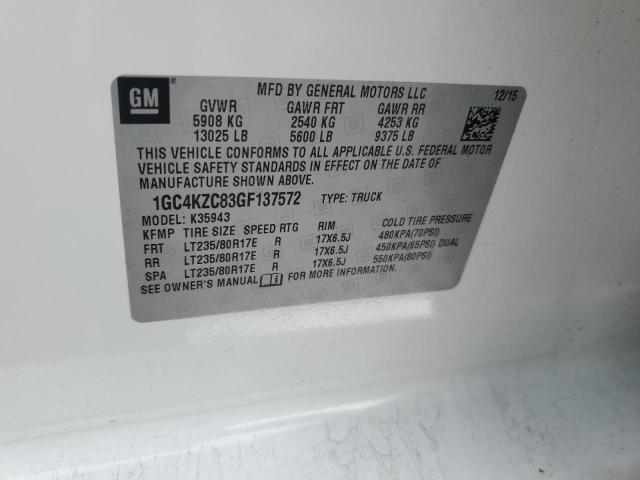 GM
MFD BY GENERAL MOTORS LLC 12/15
GVWR GAWR FRT GAWR RR
5908 KG 2540 KG 4253 KG
13025 LB 5600 LB 9375 LB
THIS VEHICLE CONFORMS TO ALL APPLICABLE U.S. FEDERAL MOTOR
VEHICLE SAFETY STANDARDS IN EFFECT ON THE DATE OF
MANUFACTURE SHOWN ABOVE.
1GC4KZC83GF137572 TYPE: TRUCK
MODEL: K35943
KFMP TIRE SIZE SPEED RTG RIM COLD TIRE PRESSURE
FRT LT235/80R17E R 17X6.5J 480KPA(70PSI)
RR LT235/80R17E R 17X6.5J 450KPA(65PSI) DUAL
SPA LT235/80R17E R 17X6.5J 550KPA(80PSI)
SEE OWNER'S MANUAL FOR MORE INFORMATION.